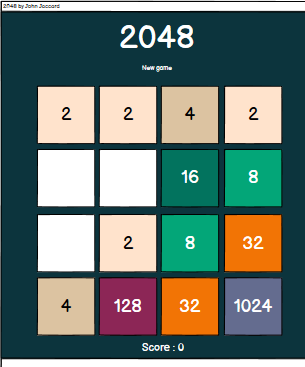 2048 by John Jaccard
2048
New game
2 2 4 2
16 8
2 8 32
4 128 32 1024
Score : 0